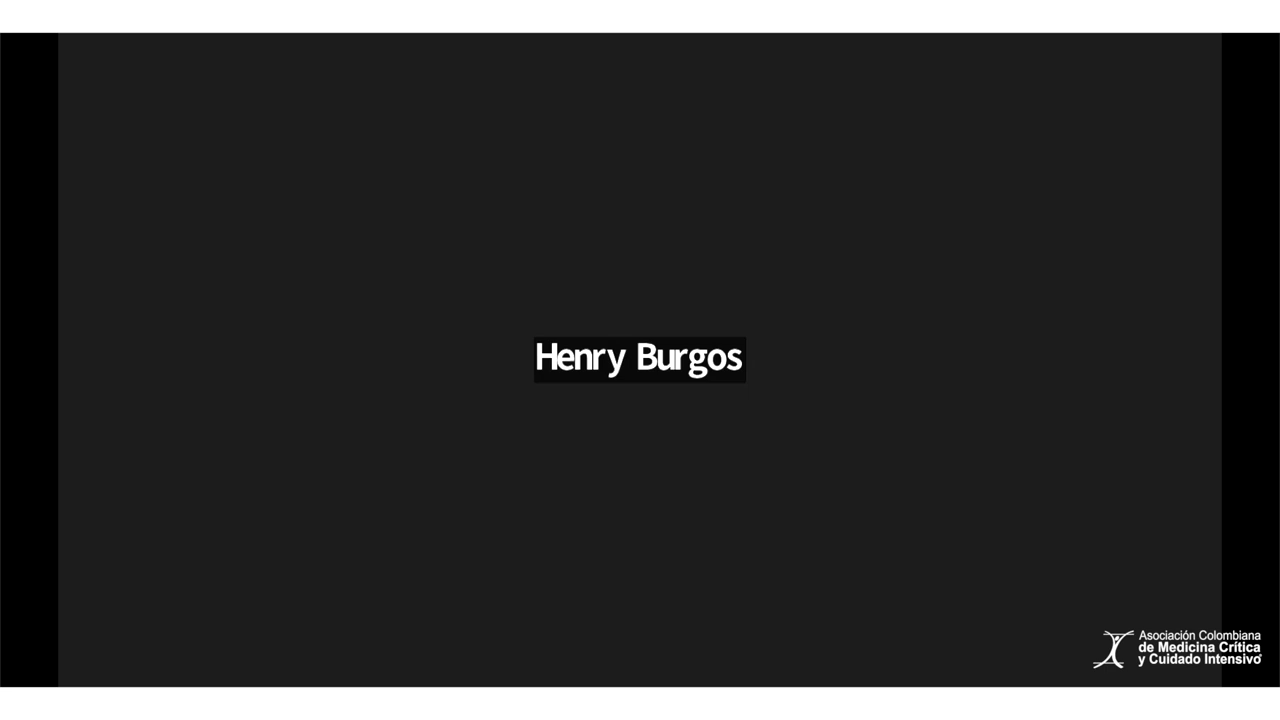 Henry Burgos
Asociación Colombiana
de Medicina Crítica
y Cuidado Intensivo